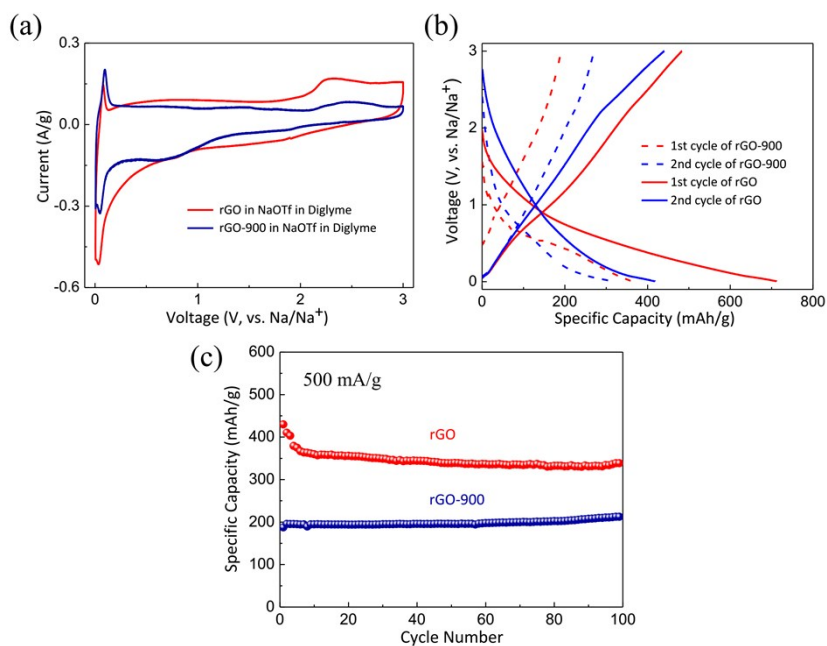 (a)
0.3
0.0
-0.3
-0.6
Current (A/g)
rGO in NaOTf in Diglyme
rGO-900 in NaOTf in Diglyme
0
1
2
3
Voltage (V, vs. Na/Na⁺)
(b)
3
2
1
0
Voltage (V, vs. Na/Na⁺)
1st cycle of rGO-900
2nd cycle of rGO-900
1st cycle of rGO
2nd cycle of rGO
0
200
400
600
800
Specific Capacity (mAh/g)
(c)
600
500
400
300
200
100
0
Specific Capacity (mAh/g)
500 mA/g
rGO
rGO-900
0
20
40
60
80
100
Cycle Number